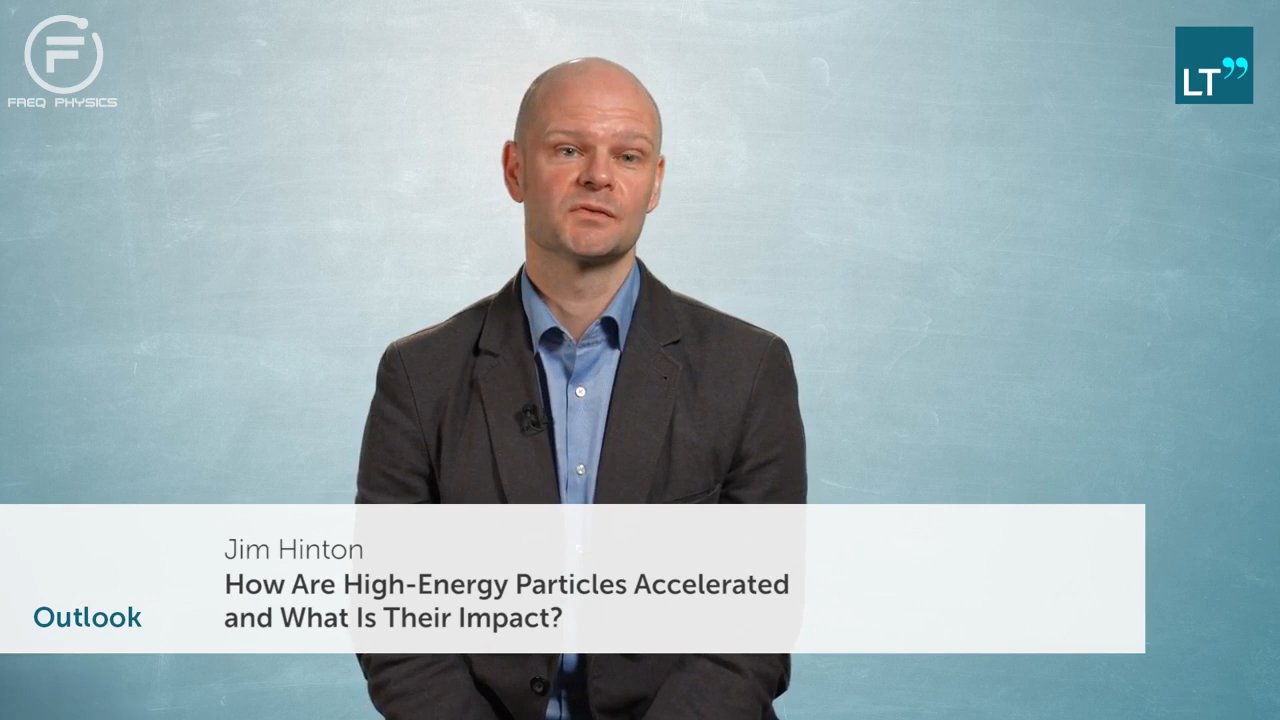 FREQ PHYSICS
LT”
Jim Hinton
How Are High-Energy Particles Accelerated
and What Is Their Impact?
Outlook